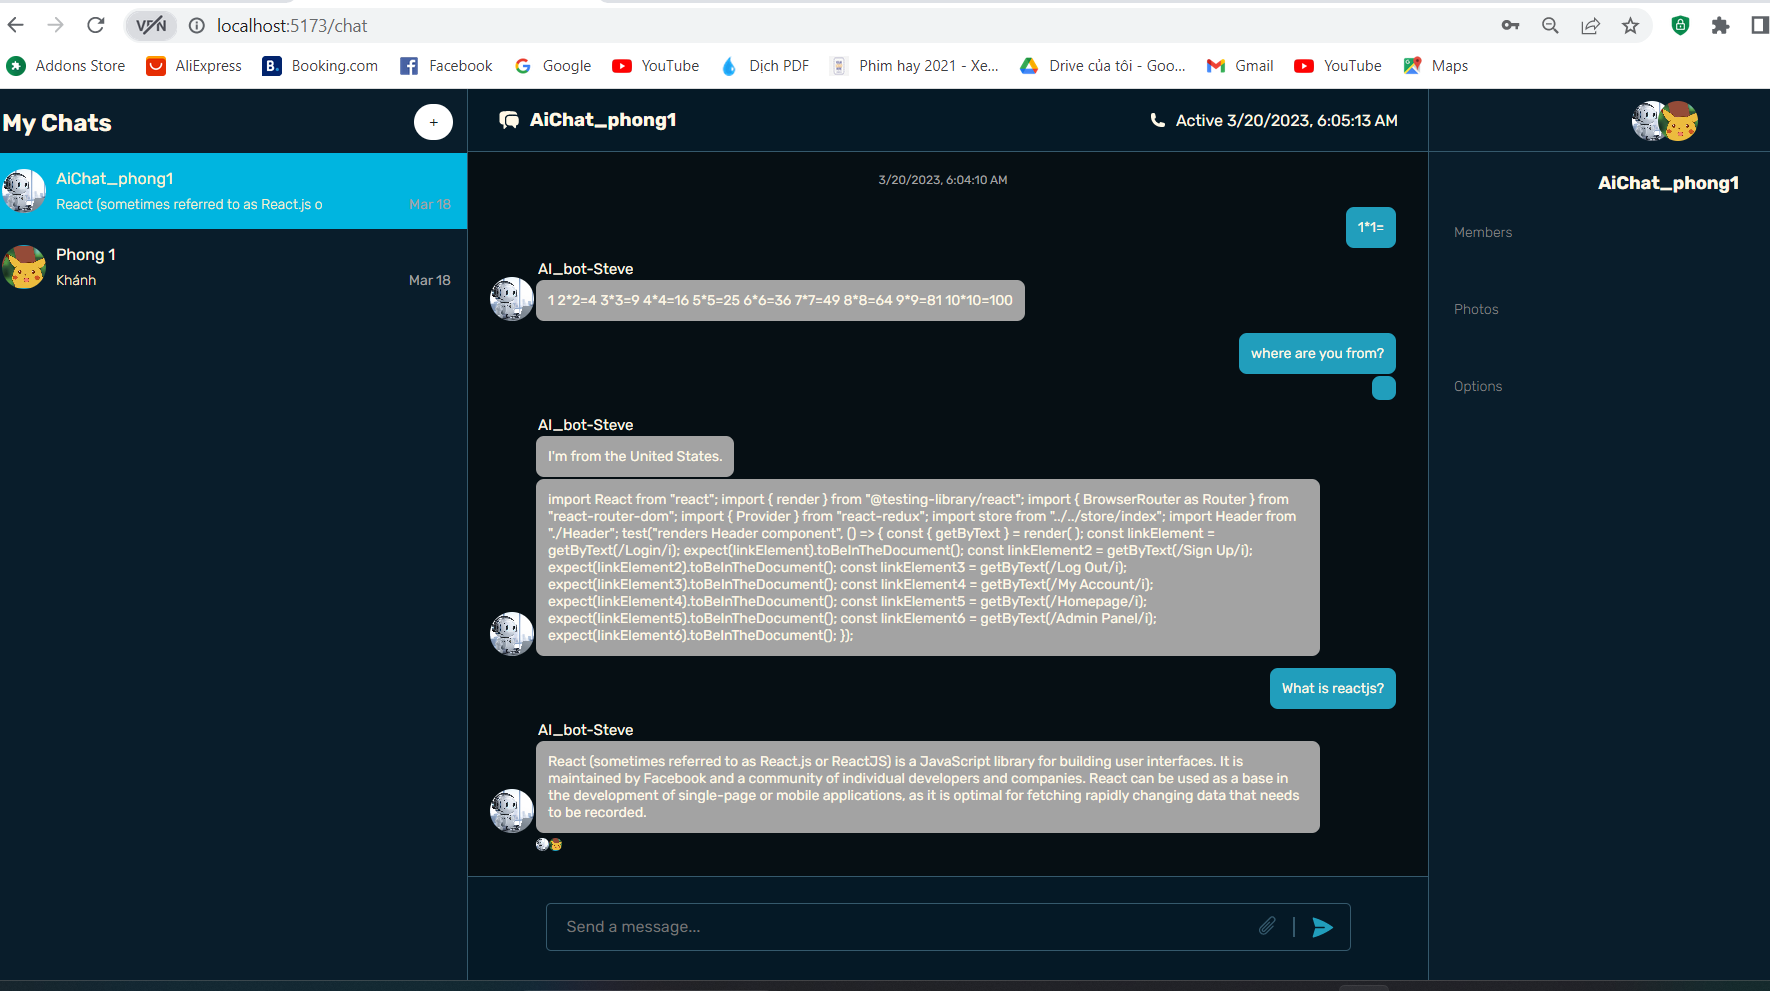 VPN
localhost:5173/chat
Addons Store
AliExpress
B.
Booking.com
Facebook
Google
YouTube
Dịch PDF
Phim hay 2021 - Xe...
Drive của tôi - Goo...
Gmail
YouTube
Maps
My Chats
+
AiChat_phong1
React (sometimes referred to as React.js o
Mar 18
Phong 1
Khánh
Mar 18
AiChat_phong1
Active 3/20/2023, 6:05:13 AM
3/20/2023, 6:04:10 AM
1*1=
AI_bot-Steve
1 2*2=4 3*3=9 4*4=16 5*5=25 6*6=36 7*7=49 8*8=64 9*9=81 10*10=100
where are you from?
AI_bot-Steve
I'm from the United States.
import React from "react"; import { render } from "@testing-library/react"; import { BrowserRouter as Router } from
"react-router-dom"; import { Provider } from "react-redux"; import store from "../../store/index"; import Header from
"./Header"; test("renders Header component", () => { const { getByText } = render( ); const linkElement =
getByText(/Login/i); expect(linkElement).toBeInTheDocument(); const linkElement2 = getByText(/Sign Up/i);
expect(linkElement2).toBeInTheDocument(); const linkElement3 = getByText(/Log Out/i);
expect(linkElement3).toBeInTheDocument(); const linkElement4 = getByText(/My Account/i);
expect(linkElement4).toBeInTheDocument(); const linkElement5 = getByText(/Homepage/i);
expect(linkElement5).toBeInTheDocument(); const linkElement6 = getByText(/Admin Panel/i);
expect(linkElement6).toBeInTheDocument(); });
What is reactjs?
AI_bot-Steve
React (sometimes referred to as React.js or ReactJS) is a JavaScript library for building user interfaces. It is
maintained by Facebook and a community of individual developers and companies. React can be used as a base in
the development of single-page or mobile applications, as it is optimal for fetching rapidly changing data that needs
to be recorded.
Send a message...
AiChat_phong1
Members
Photos
Options